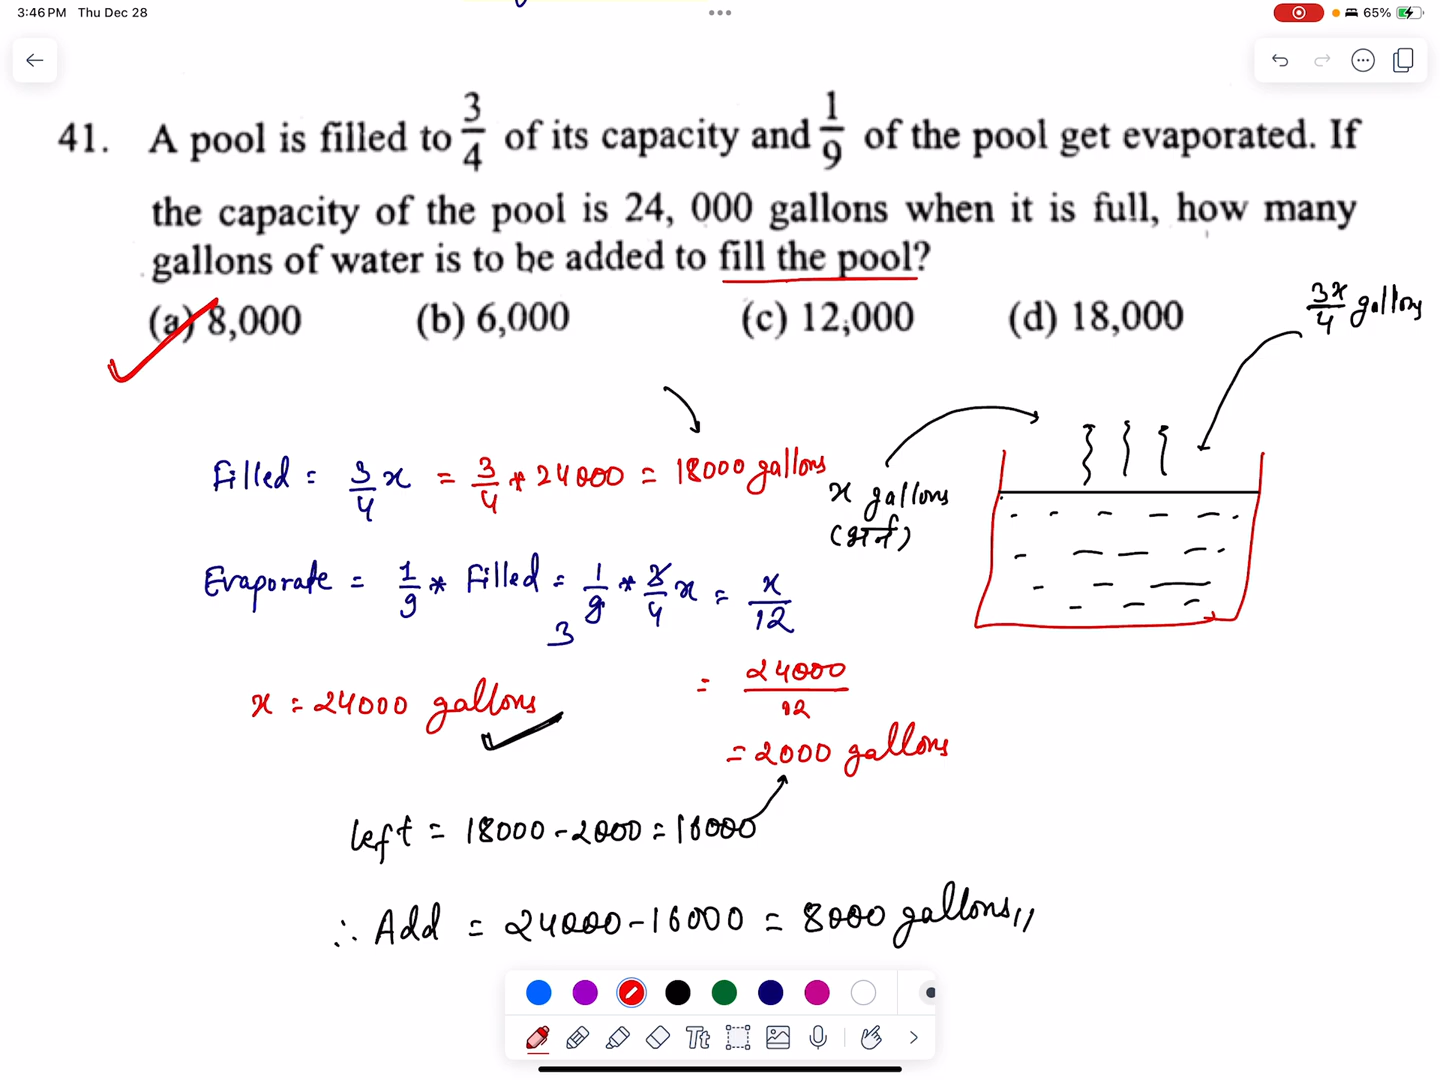 3:46 PM Thu Dec 28
65%
41. A pool is filled to 3/4 of its capacity and 1/9 of the pool get evaporated. If
the capacity of the pool is 24, 000 gallons when it is full, how many
gallons of water is to be added to fill the pool?
(a) 8,000 (b) 6,000 (c) 12,000 (d) 18,000
3x/4 gallons
Filled = 3/4 x = 3/4 * 24000 = 18000 gallons
x gallons
Evaporate = 1/9 * Filled = 1/9 * 3/4 x = x/12
3
x = 24000 gallons
= 24000/12
= 2000 gallons
left = 18000 - 2000 = 16000
∴ Add = 24000 - 16000 = 8000 gallons,,
Tt